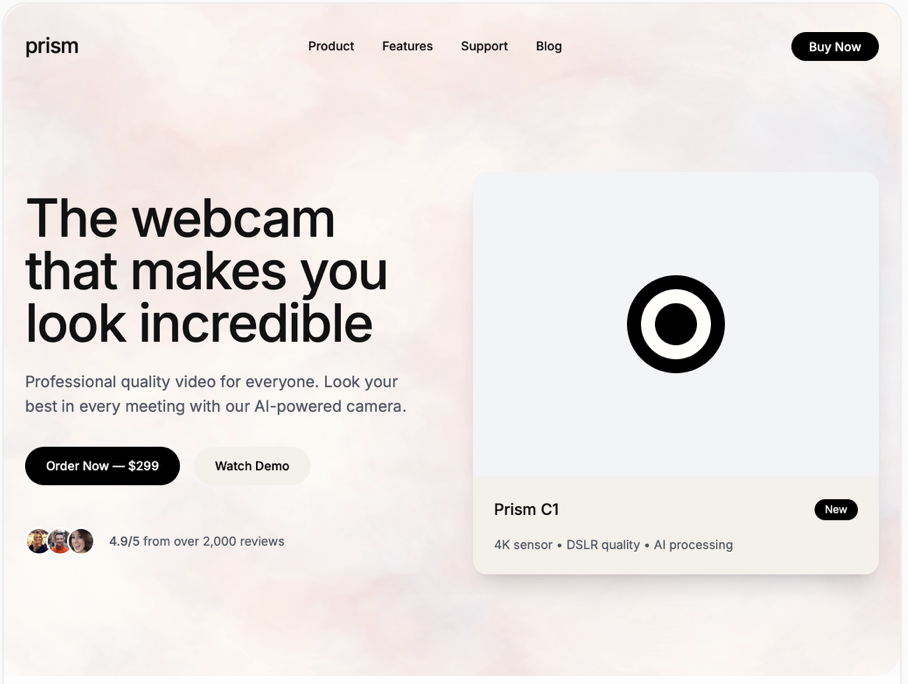 prism
Product
Features
Support
Blog
Buy Now
The webcam
that makes you
look incredible
Professional quality video for everyone. Look your
best in every meeting with our AI-powered camera.
Order Now — $299
Watch Demo
4.9/5 from over 2,000 reviews
Prism C1
New
4K sensor • DSLR quality • AI processing